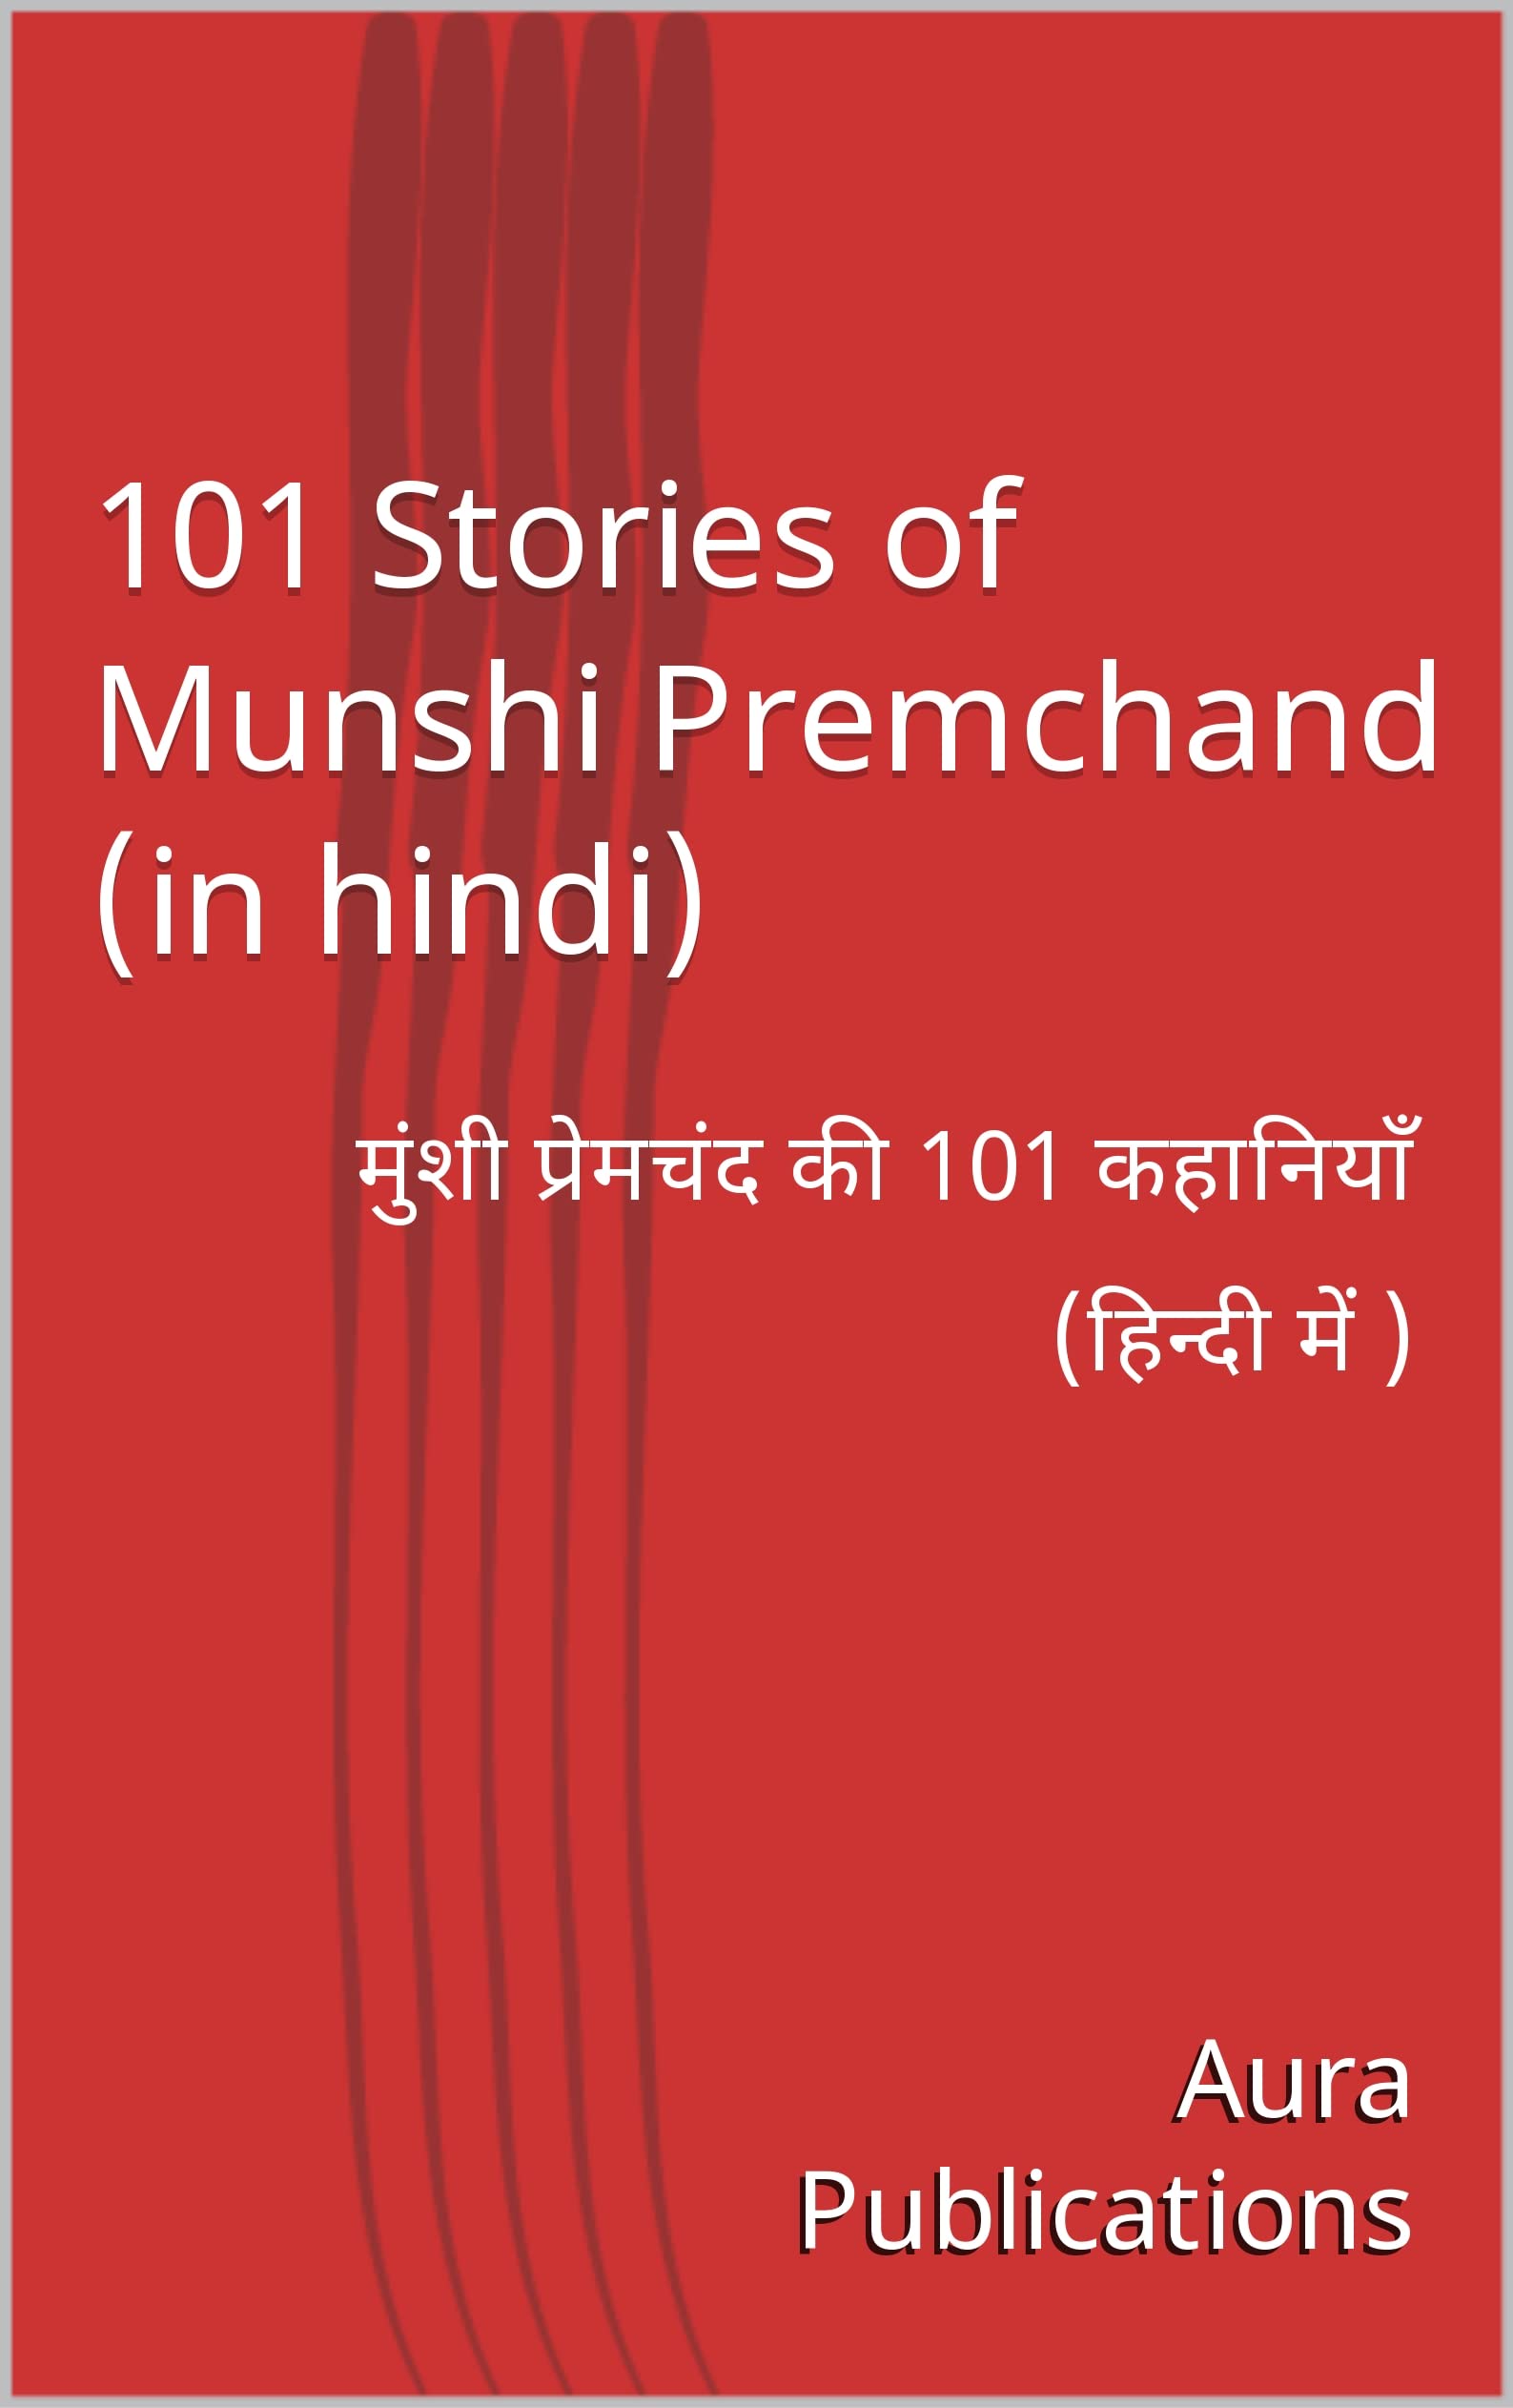 101 Stories of
Munshi Premchand
(in hindi)
मुंशी प्रेमचंद की 101 कहानियाँ
(हिन्दी में )
Aura
Publications